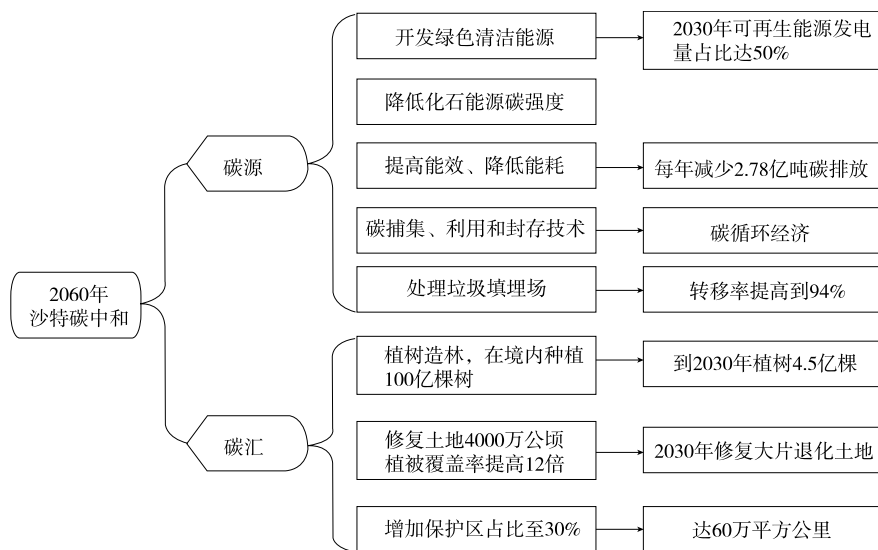 2060年
沙特碳中和
碳源
开发绿色清洁能源
2030年可再生能源发电
量占比达50%
降低化石能源碳强度
提高能效、降低能耗
每年减少2.78亿吨碳排放
碳捕集、利用和封存技术
碳循环经济
处理垃圾填埋场
转移率提高到94%
碳汇
植树造林，在境内种植
100亿棵树
到2030年植树4.5亿棵
修复土地4000万公顷
植被覆盖率提高12倍
2030年修复大片退化土地
增加保护区占比至30%
达60万平方公里